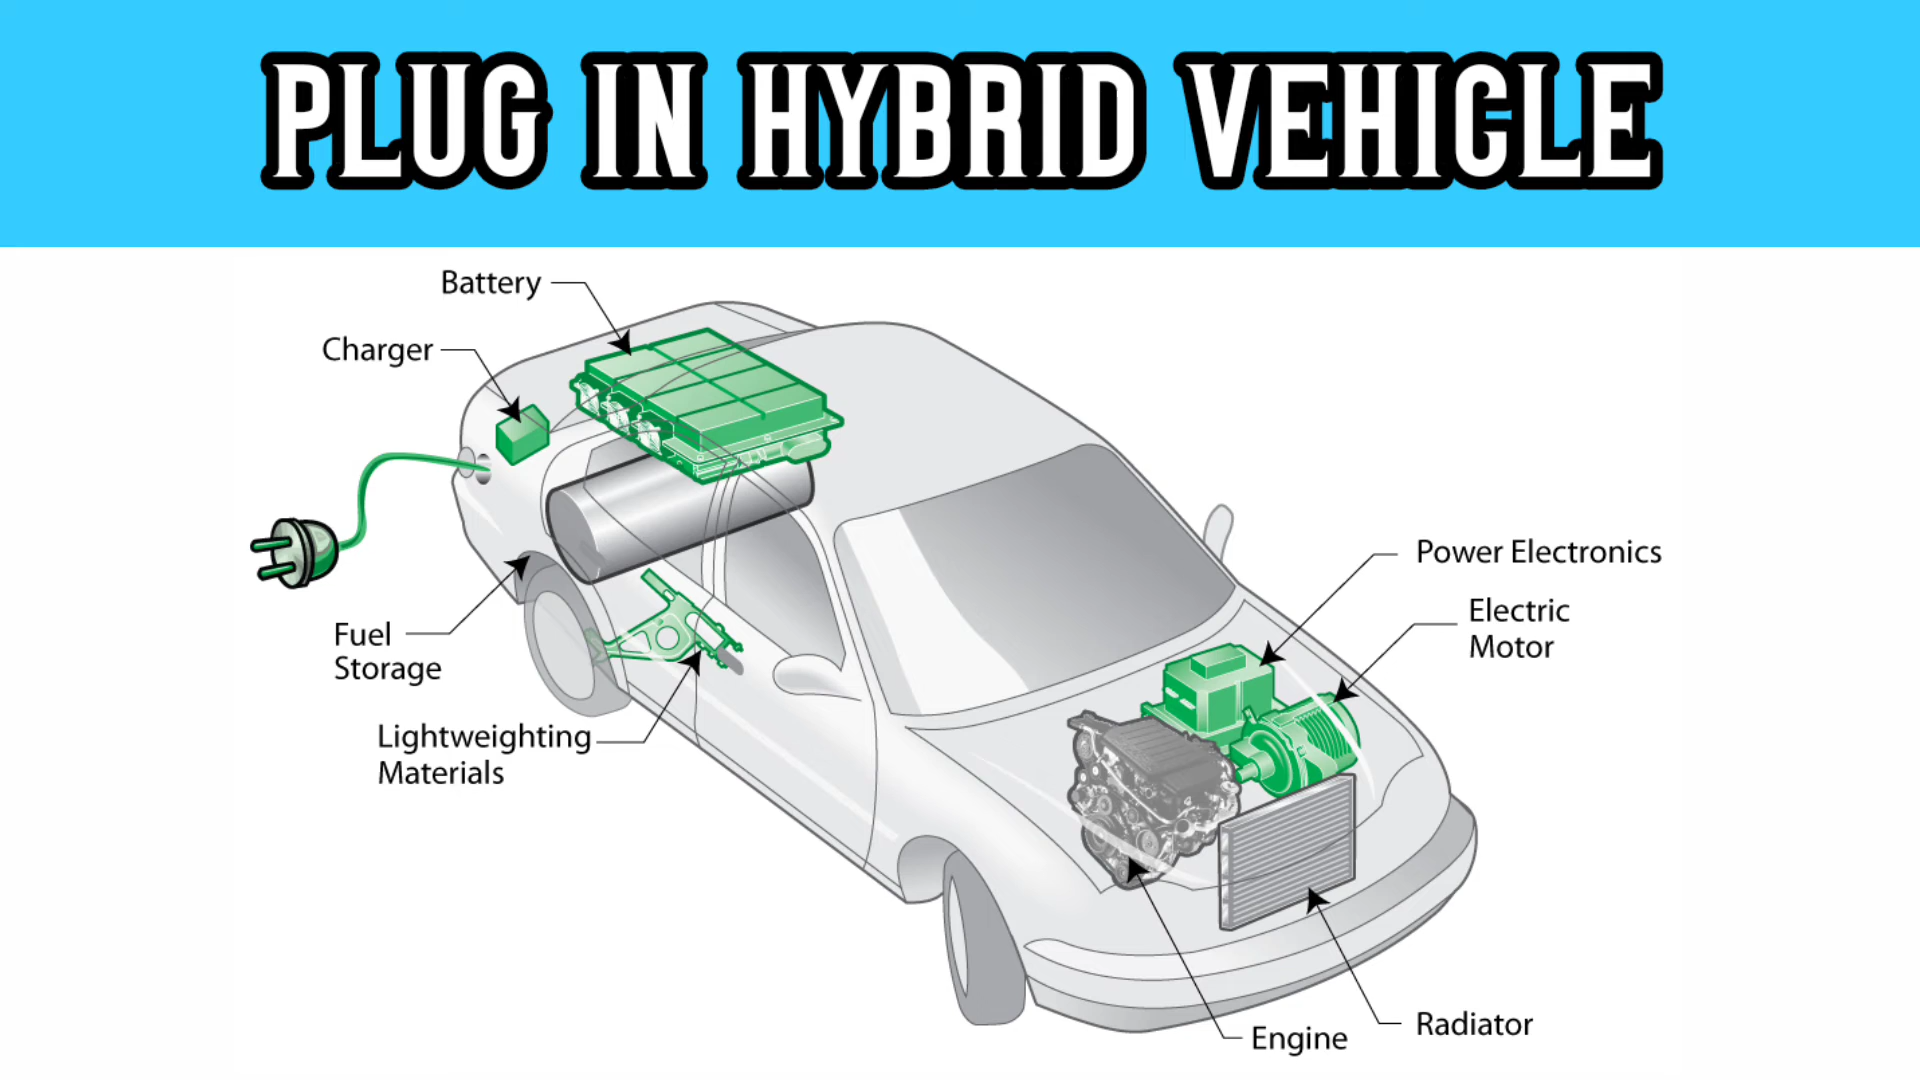 PLUG IN HYBRID VEHICLE
Battery
Charger
Power Electronics
Electric
Motor
Fuel
Storage
Lightweighting
Materials
Radiator
Engine